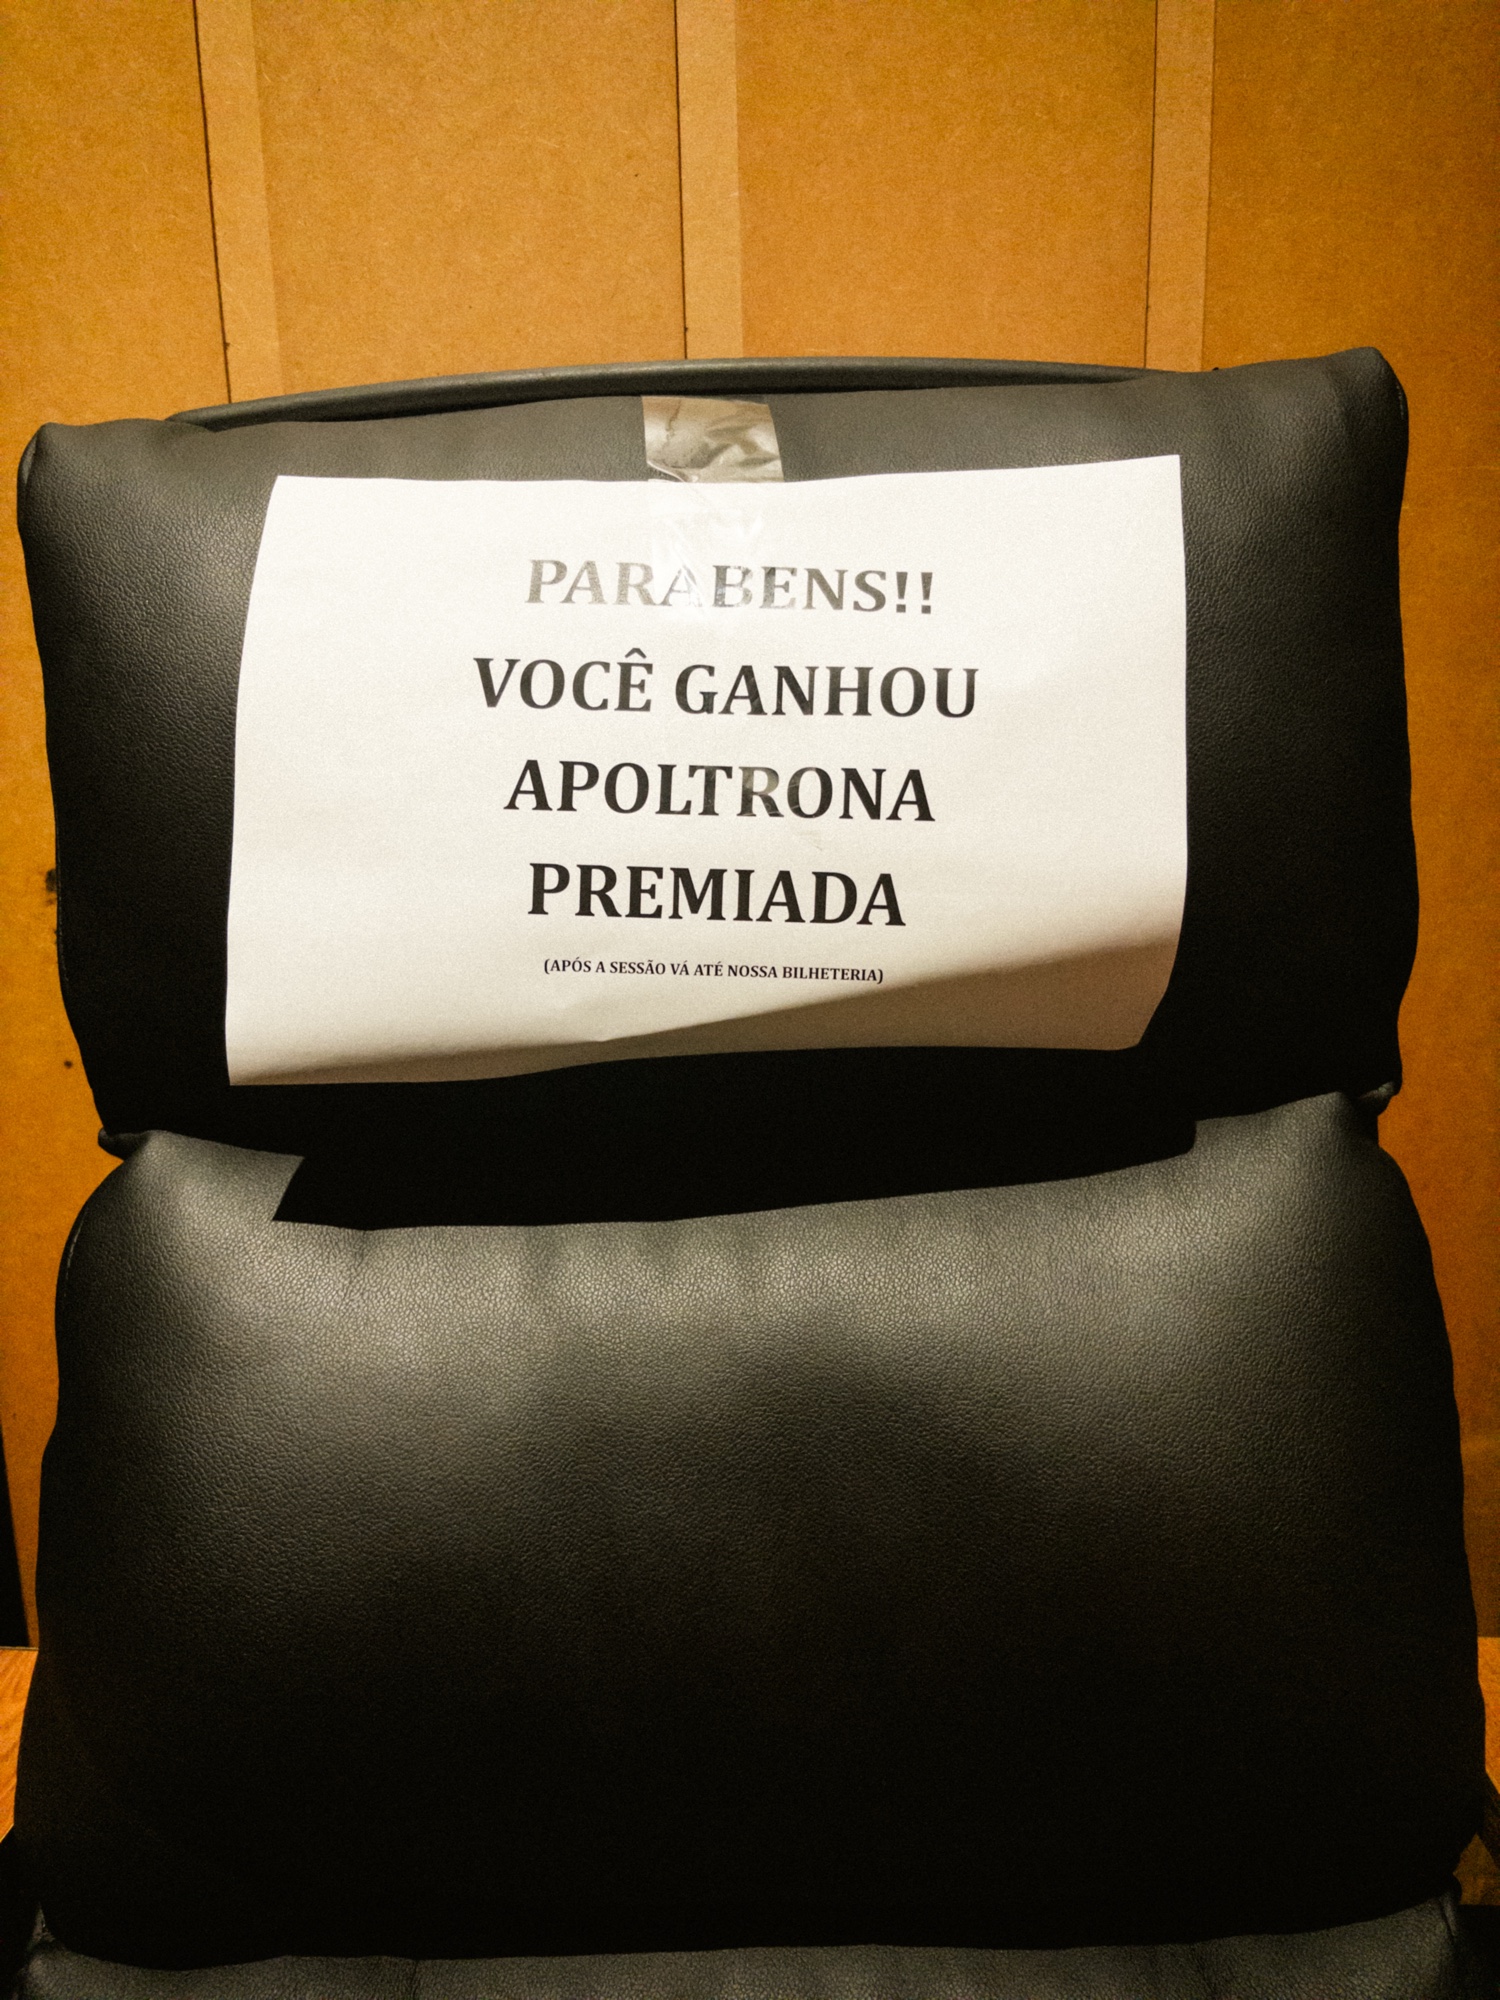 PARABENS!!
VOCÊ GANHOU
APOLTRONA
PREMIADA
(APÓS A SESSÃO VÁ ATÉ NOSSA BILHETERIA)